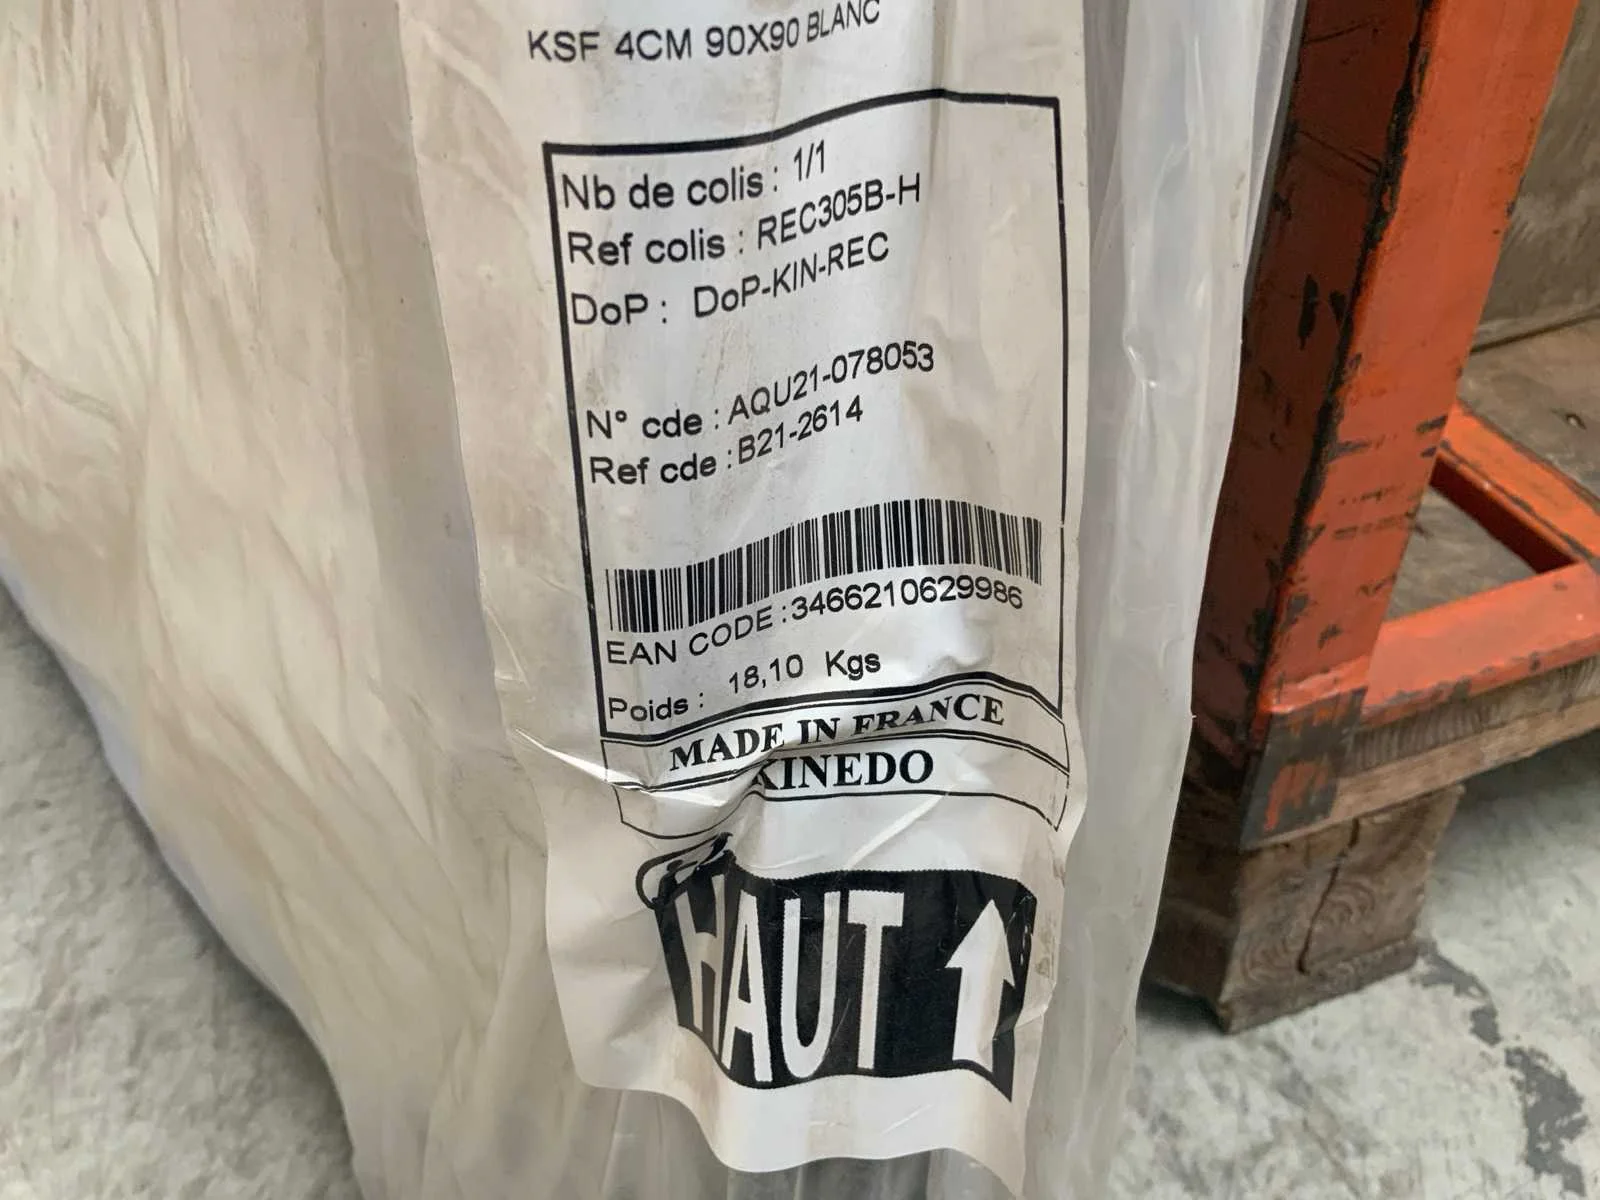 KSF 4CM 90X90 BLANC
Nb de colis : 1/1
Ref colis : REC305B-H
DoP : DoP-KIN-REC
N° cde : AQU21-078053
Ref cde : B21-2614
EAN CODE : 3466210629986
Poids : 18,10 Kgs
MADE IN FRANCE
KINEDO
HAUT